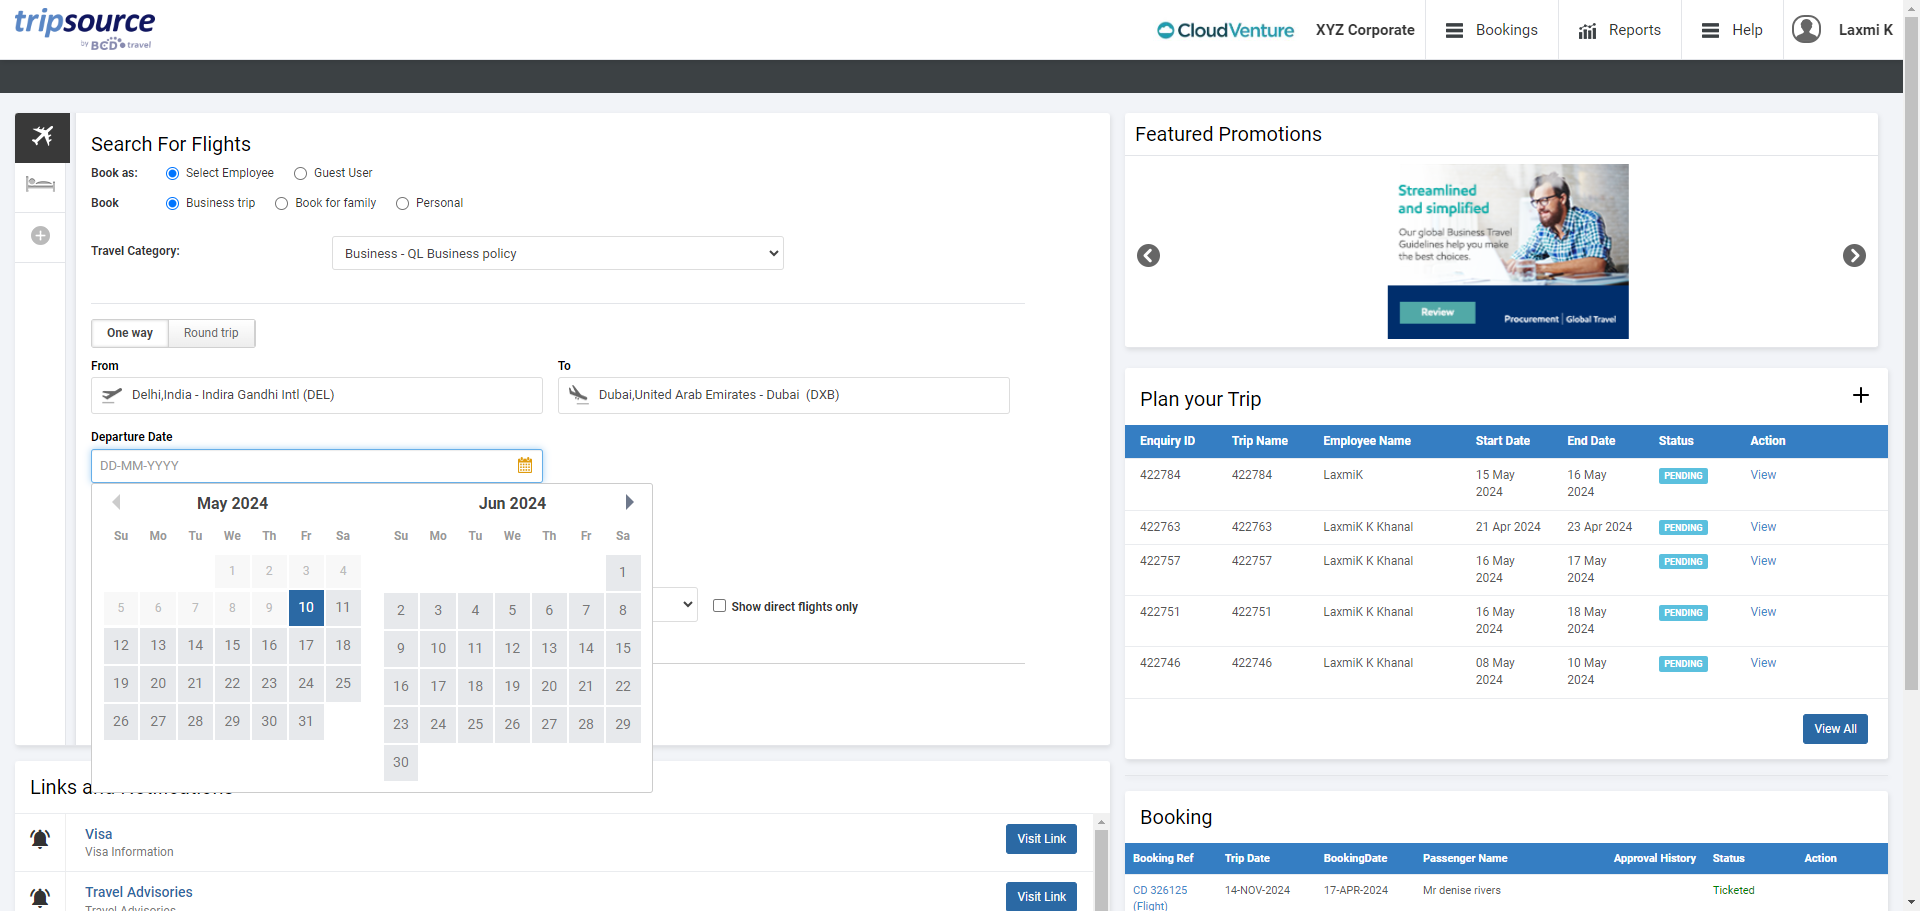 tripsource
by BCD travel
CloudVenture
XYZ Corporate
Bookings
Reports
Help
Laxmi K
Search For Flights
Book as: Select Employee Guest User
Book Business trip Book for family Personal
Travel Category: Business - QL Business policy
One way Round trip
From
Delhi,India - Indira Gandhi Intl (DEL)
To
Dubai,United Arab Emirates - Dubai (DXB)
Departure Date
DD-MM-YYYY
May 2024
Su Mo Tu We Th Fr Sa
1 2 3 4
5 6 7 8 9 10 11
12 13 14 15 16 17 18
19 20 21 22 23 24 25
26 27 28 29 30 31
Jun 2024
Su Mo Tu We Th Fr Sa
1
2 3 4 5 6 7 8
9 10 11 12 13 14 15
16 17 18 19 20 21 22
23 24 25 26 27 28 29
30
Show direct flights only
Links and Notifications
Visa
Visa Information
Visit Link
Travel Advisories
Travel Advisories
Visit Link
Featured Promotions
Streamlined
and simplified
Our global Business Travel
Guidelines help you make
the best choices.
Review
Procurement | Global Travel
Plan your Trip
Enquiry ID Trip Name Employee Name Start Date End Date Status Action
422784 422784 LaxmiK 15 May 2024 16 May 2024 PENDING View
422763 422763 LaxmiK K Khanal 21 Apr 2024 23 Apr 2024 PENDING View
422757 422757 LaxmiK K Khanal 16 May 2024 17 May 2024 PENDING View
422751 422751 LaxmiK K Khanal 16 May 2024 18 May 2024 PENDING View
422746 422746 LaxmiK K Khanal 08 May 2024 10 May 2024 PENDING View
View All
Booking
Booking Ref Trip Date BookingDate Passenger Name Approval History Status Action
CD 326125 14-NOV-2024 17-APR-2024 Mr denise rivers Ticketed
(Flight)